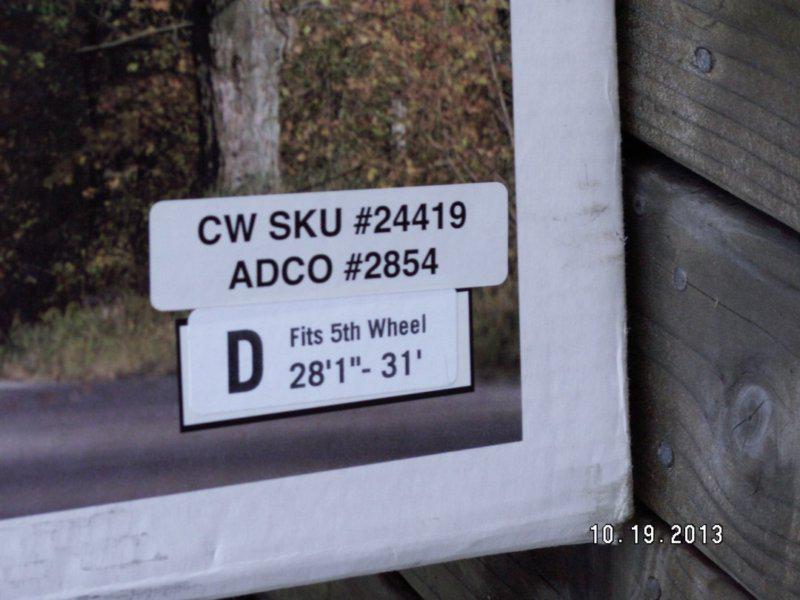 CW SKU #24419
ADCO #2854
D
Fits 5th Wheel
28'1"- 31'
10.19.2013